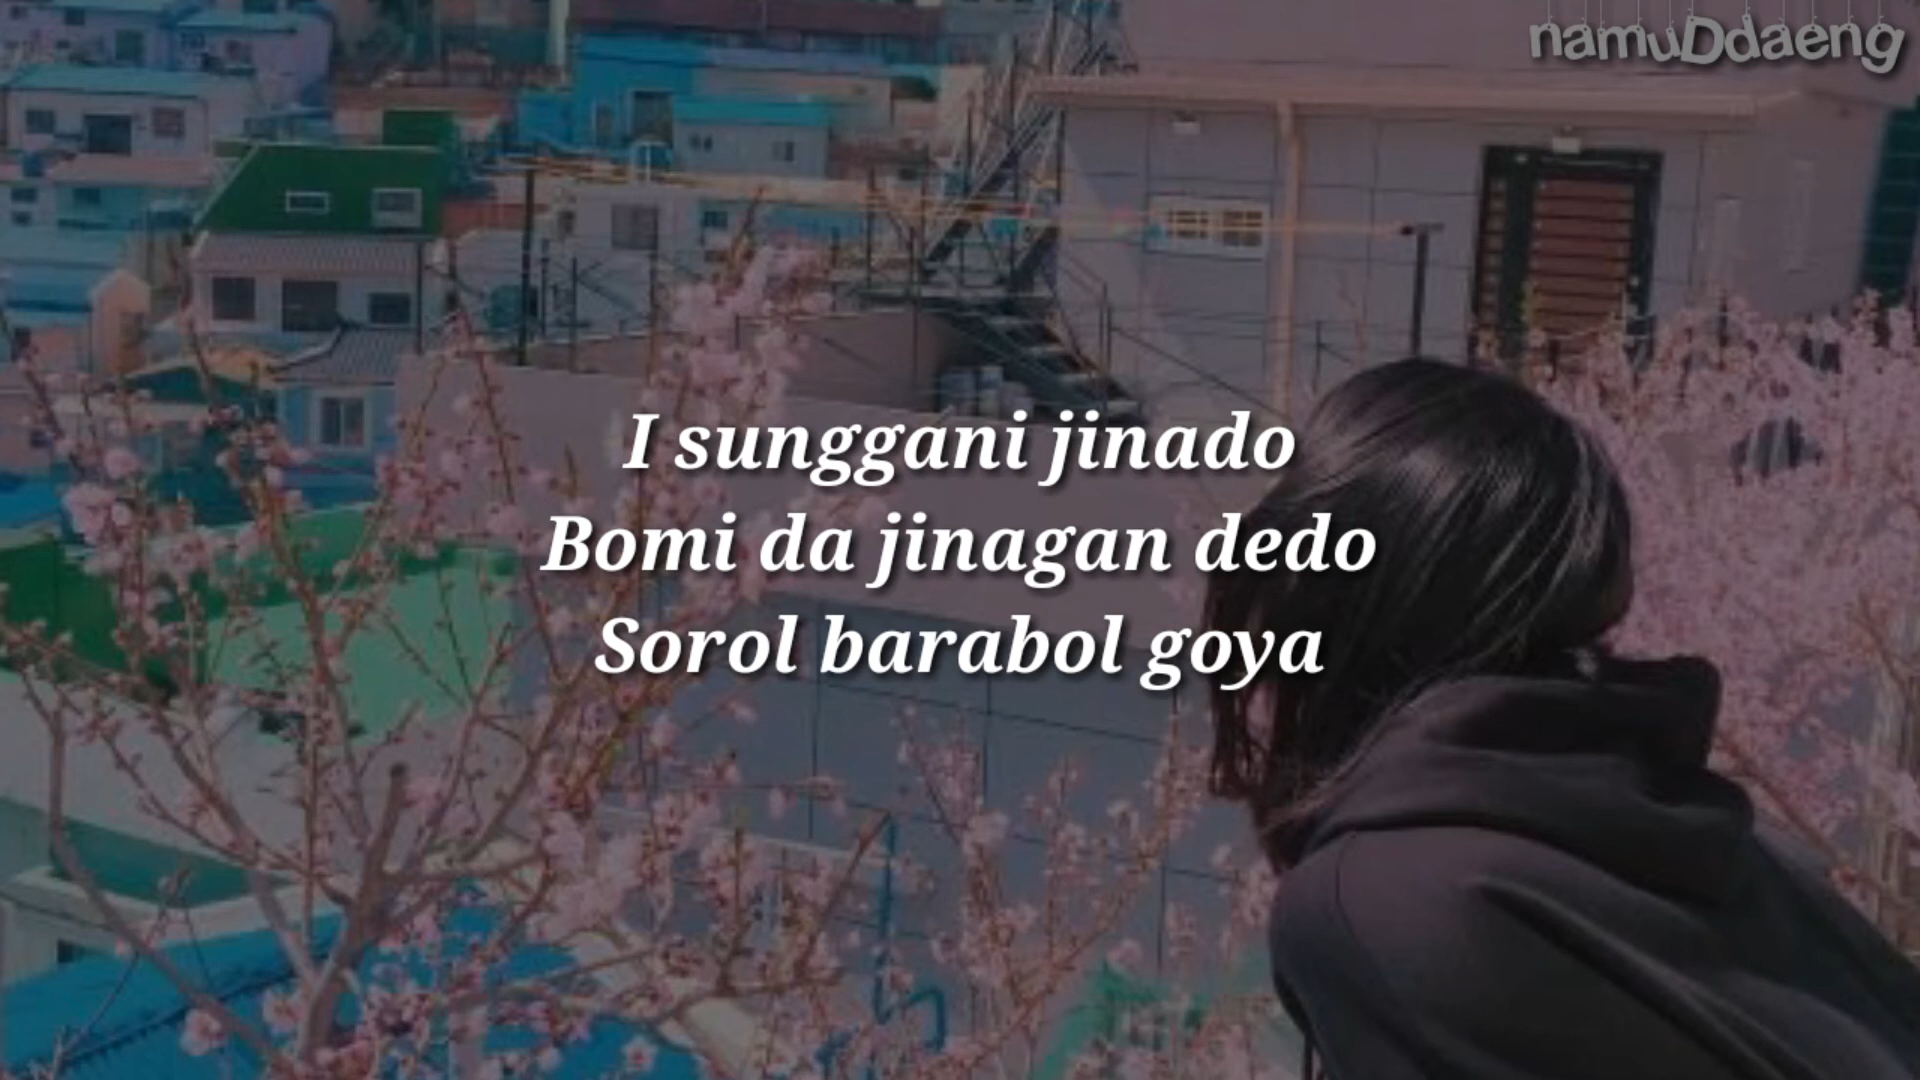 namuDdaeng
I sunggani jinado
Bomi da jinagan dedo
Sorol barabol goya